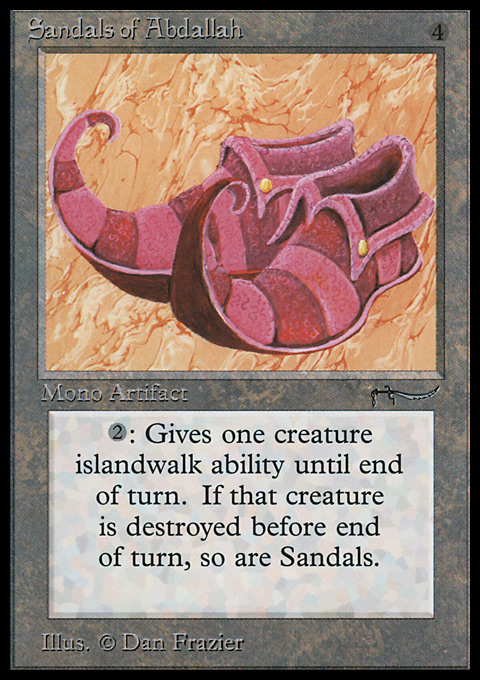 Sandals of Abdallah 4
Mono Artifact
2: Gives one creature
islandwalk ability until end
of turn. If that creature
is destroyed before end
of turn, so are Sandals.
Illus. © Dan Frazier